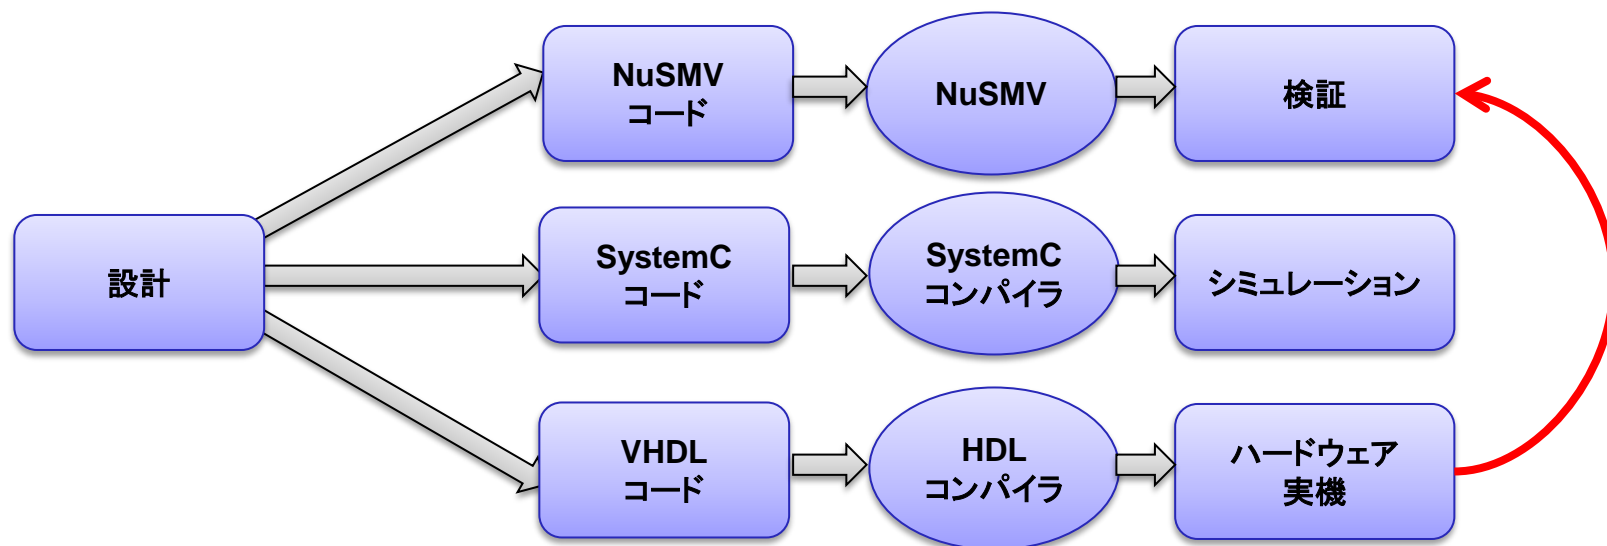 NuSMV
コード
NuSMV
検証
設計
SystemC
コード
SystemC
コンパイラ
シミュレーション
VHDL
コード
HDL
コンパイラ
ハードウェア
実機